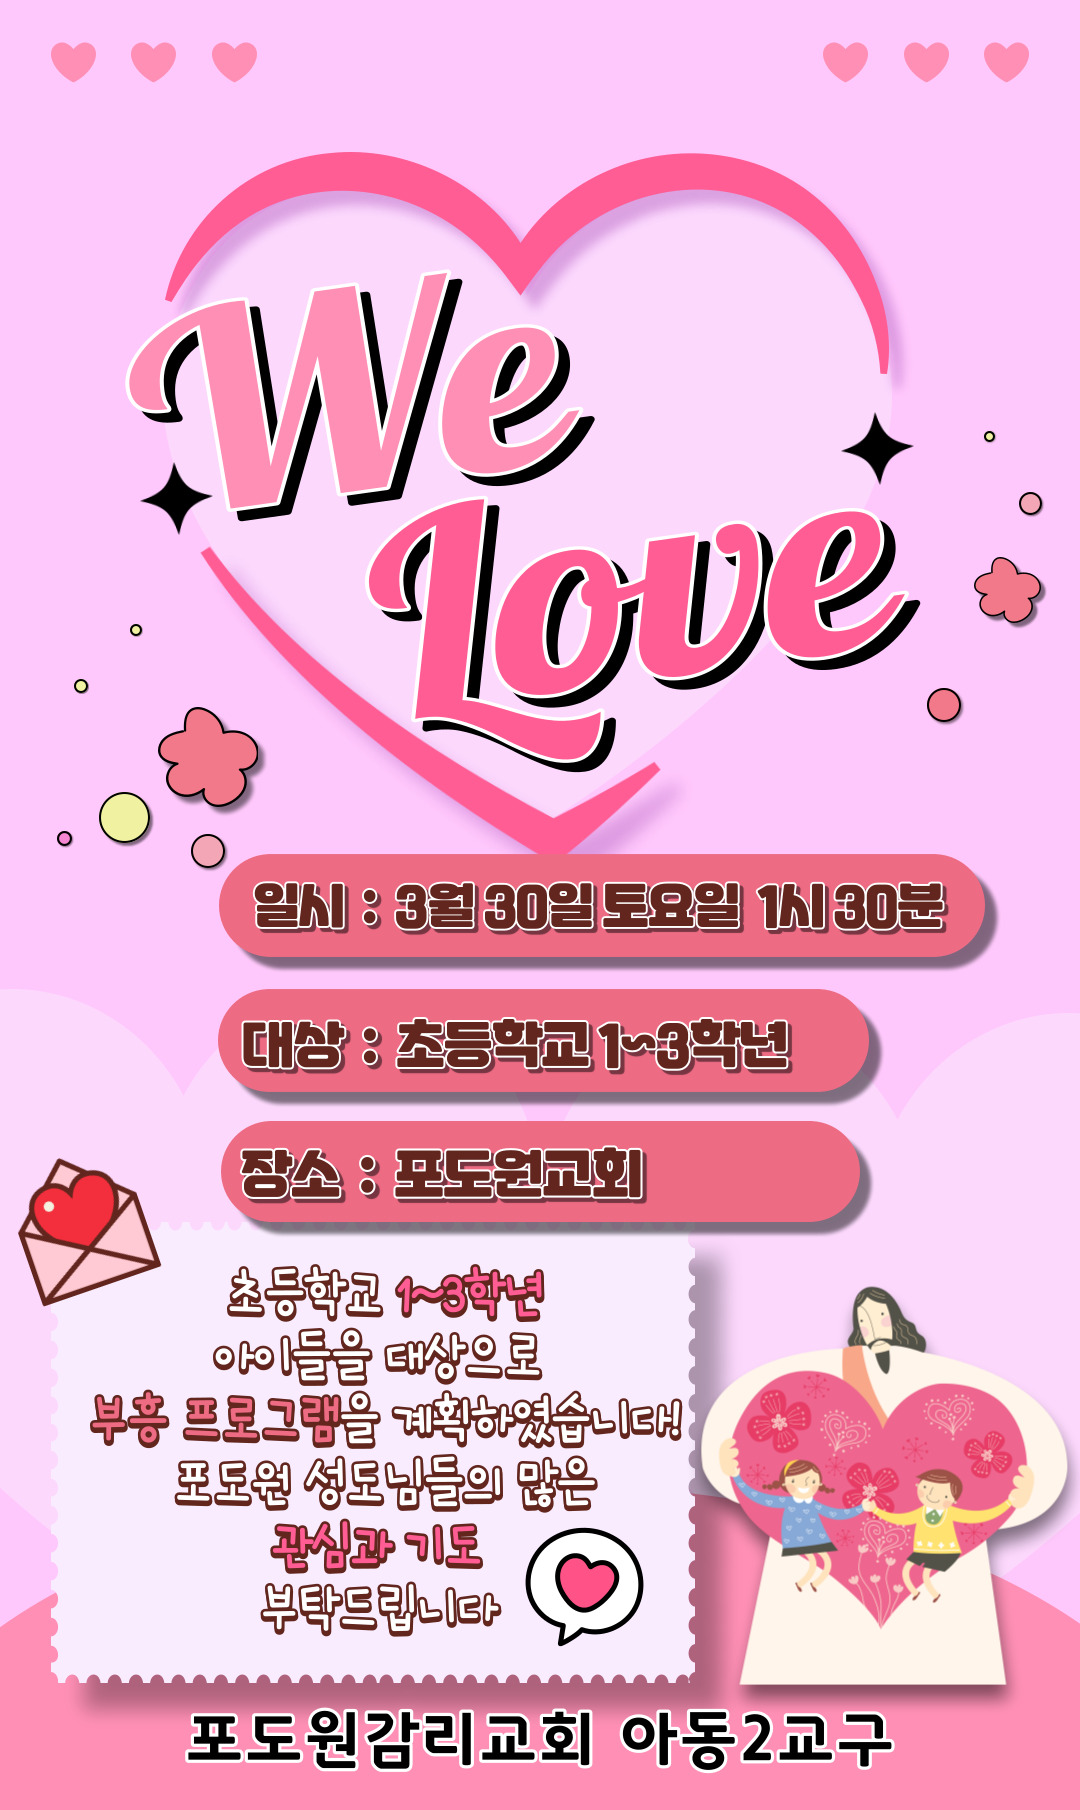 We
Love
일시 : 3월 30일 토요일 1시 30분
대상 : 초등학교 1~3학년
장소 : 포도원교회
초등학교 1~3학년
아이들을 대상으로
부흥 프로그램을 계획하였습니다!
포도원 성도님들의 많은
관심과 기도
부탁드립니다
포도원감리교회 아동2교구